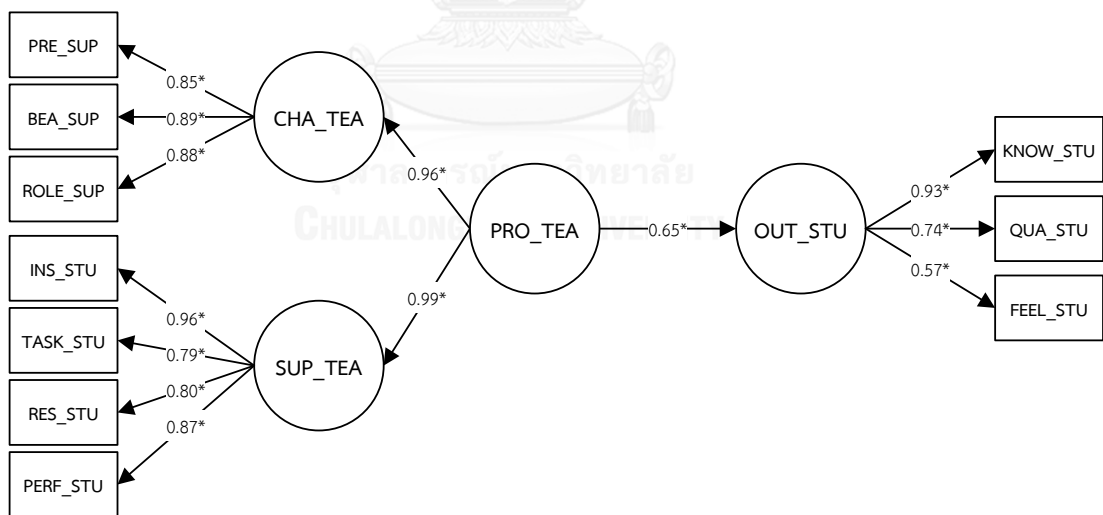 PRE_SUP
BEA_SUP
ROLE_SUP
INS_STU
TASK_STU
RES_STU
PERF_STU
0.85*
0.89*
0.88*
0.96*
0.79*
0.80*
0.87*
CHA_TEA
SUP_TEA
0.96*
0.99*
PRO_TEA
0.65*
OUT_STU
0.93*
0.74*
0.57*
KNOW_STU
QUA_STU
FEEL_STU